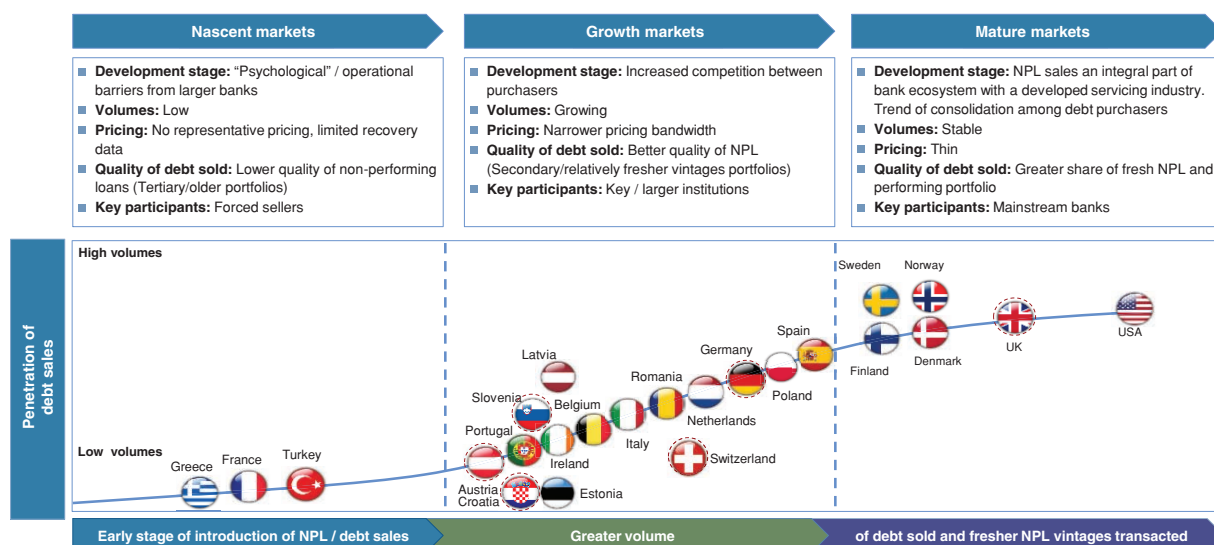 Nascent markets
Growth markets
Mature markets
Development stage: “Psychological” / operational
barriers from larger banks
Volumes: Low
Pricing: No representative pricing, limited recovery
data
Quality of debt sold: Lower quality of non-performing
loans (Tertiary/older portfolios)
Key participants: Forced sellers
Development stage: Increased competition between
purchasers
Volumes: Growing
Pricing: Narrower pricing bandwidth
Quality of debt sold: Better quality of NPL
(Secondary/relatively fresher vintages portfolios)
Key participants: Key / larger institutions
Development stage: NPL sales an integral part of
bank ecosystem with a developed servicing industry.
Trend of consolidation among debt purchasers
Volumes: Stable
Pricing: Thin
Quality of debt sold: Greater share of fresh NPL and
performing portfolio
Key participants: Mainstream banks
Penetration of
debt sales
High volumes
Low volumes
Greece
France
Turkey
Latvia
Slovenia
Belgium
Portugal
Ireland
Austria
Croatia
Estonia
Italy
Romania
Netherlands
Switzerland
Germany
Poland
Spain
Sweden
Norway
Finland
Denmark
UK
USA
Early stage of introduction of NPL / debt sales
Greater volume
of debt sold and fresher NPL vintages transacted